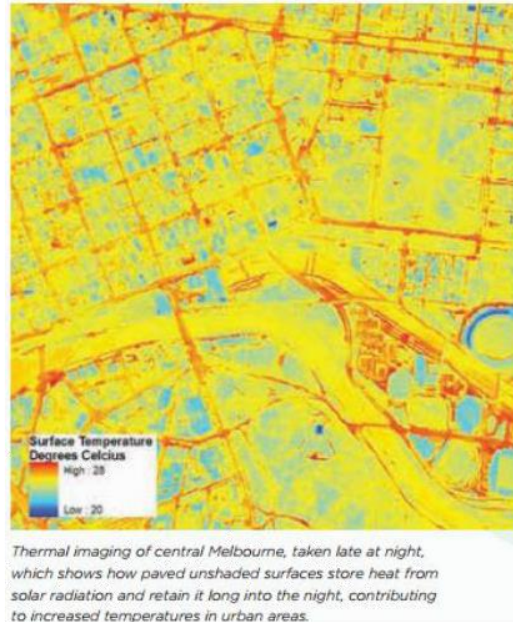 Surface Temperature
Degrees Celcius
High : 28
Low : 20
Thermal imaging of central Melbourne, taken late at night,
which shows how paved unshaded surfaces store heat from
solar radiation and retain it long into the night, contributing
to increased temperatures in urban areas.